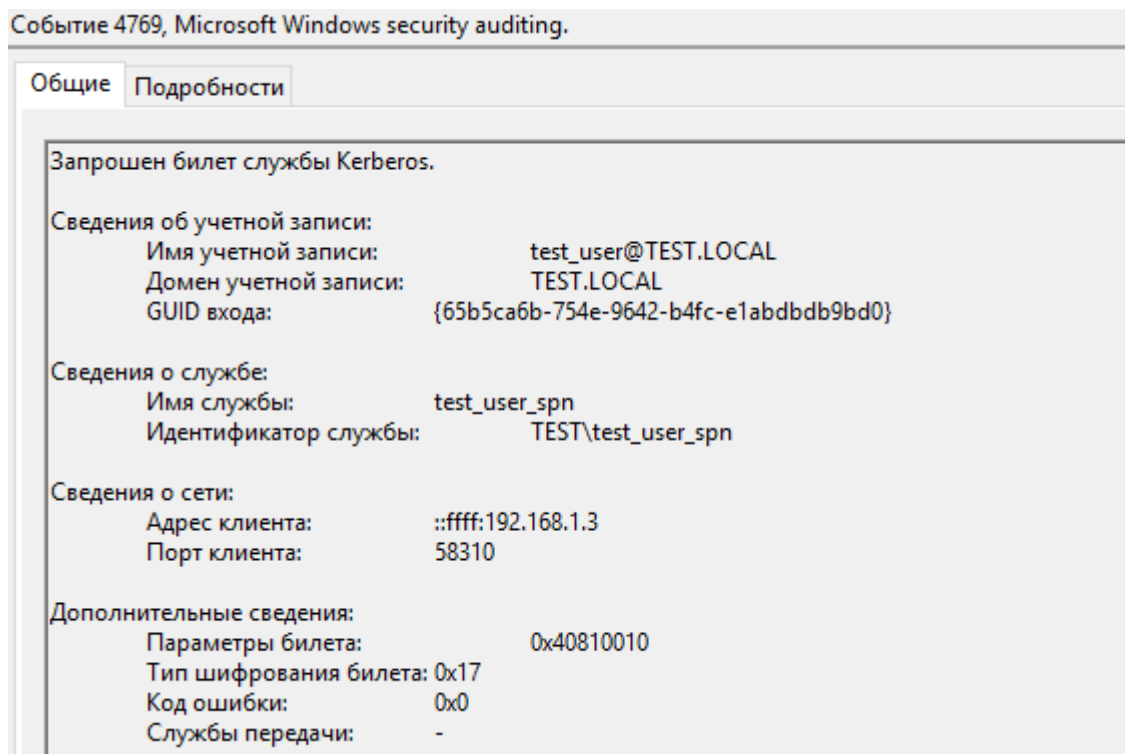 Событие 4769, Microsoft Windows security auditing.
Общие Подробности
Запрошен билет службы Kerberos.
Сведения об учетной записи:
Имя учетной записи: test_user@TEST.LOCAL
Домен учетной записи: TEST.LOCAL
GUID входа: {65b5ca6b-754e-9642-b4fc-e1abdbdb9bd0}
Сведения о службе:
Имя службы: test_user_spn
Идентификатор службы: TEST\test_user_spn
Сведения о сети:
Адрес клиента: ::ffff:192.168.1.3
Порт клиента: 58310
Дополнительные сведения:
Параметры билета: 0x40810010
Тип шифрования билета: 0x17
Код ошибки: 0x0
Службы передачи: -